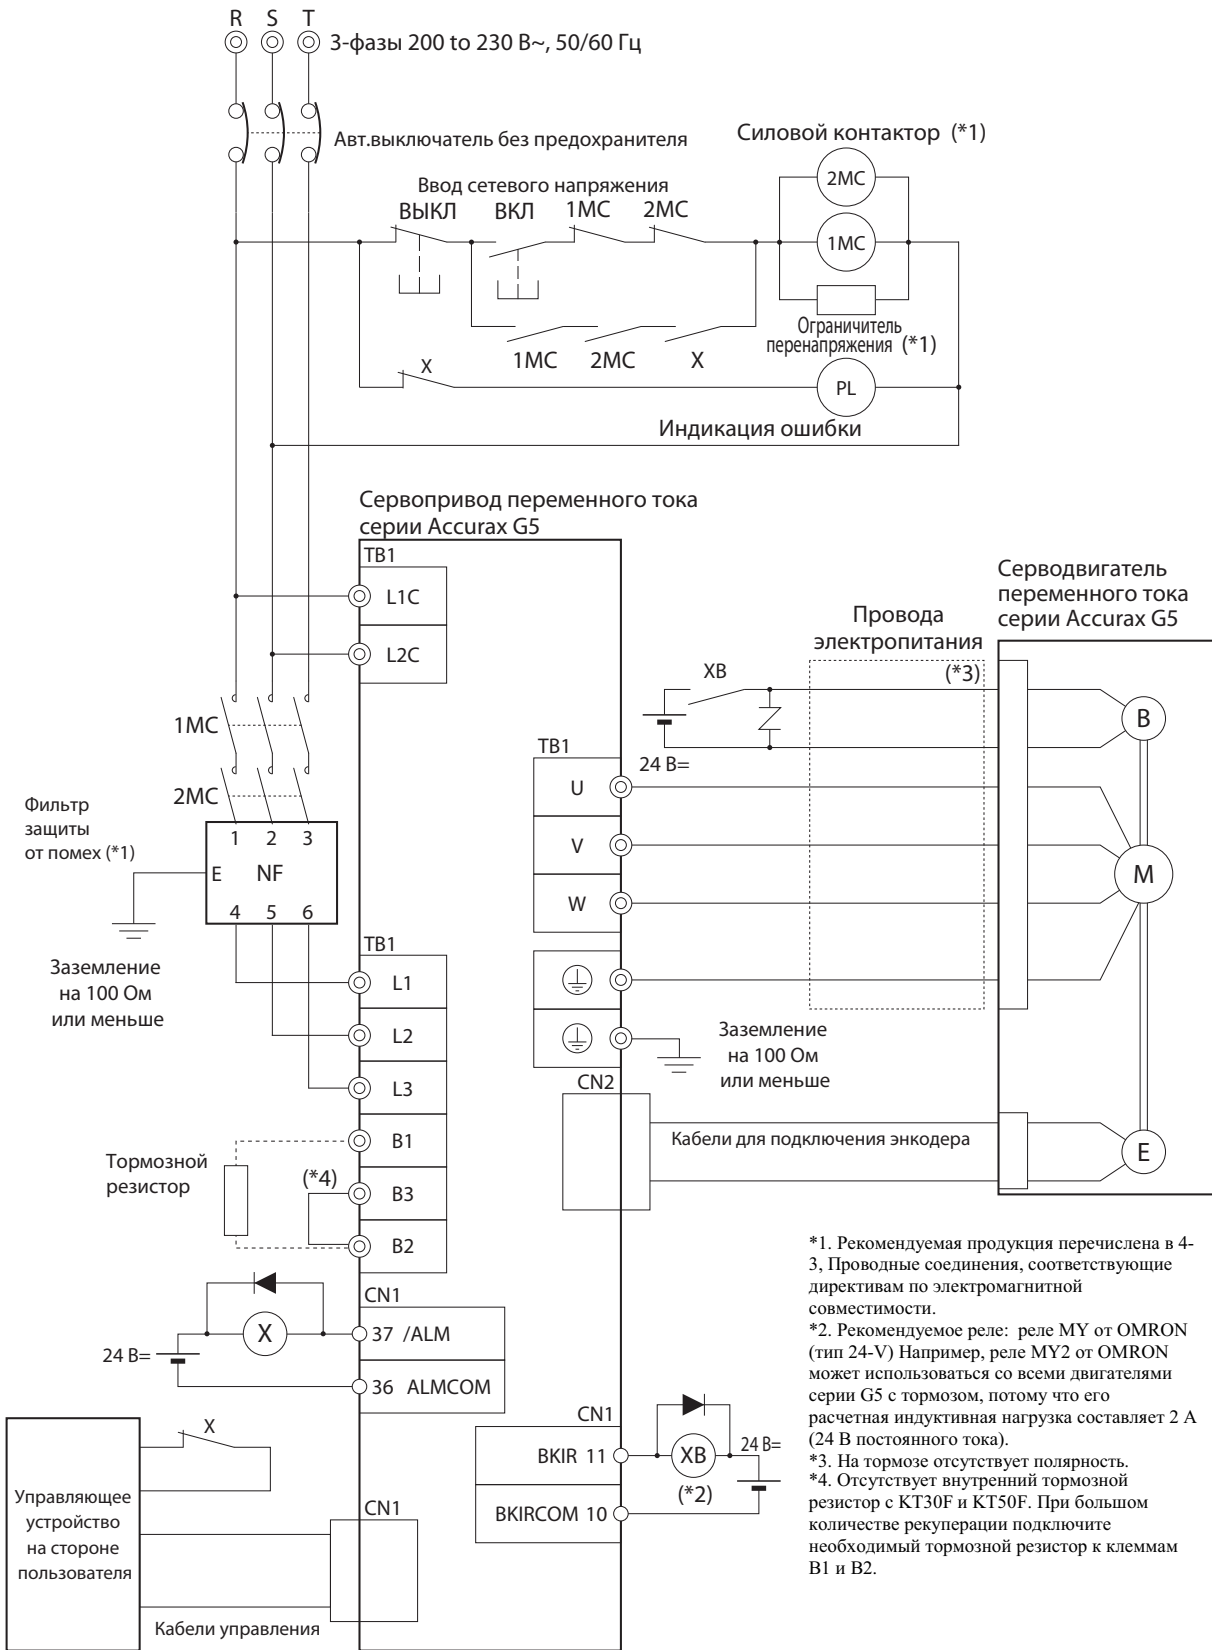 R S T
3-фазы 200 to 230 В~, 50/60 Гц
Авт.выключатель без предохранителя
Силовой контактор (*1)
2МС
Ввод сетевого напряжения
ВЫКЛ ВКЛ 1МС 2МС
1МС
Ограничитель
перенапряжения (*1)
1МС 2МС X
X
PL
Индикация ошибки
Сервопривод переменного тока
серии Accurax G5
TB1
L1C
L2C
Серводвигатель
переменного тока
серии Accurax G5
Провода
электропитания
(*3)
XB
24 В=
B
1МС
2МС
TB1
U
V
W
M
Фильтр
защиты
от помех (*1)
1 2 3
E NF
4 5 6
Заземление
на 100 Ом
или меньше
TB1
L1
L2
L3
B1
B3
B2
Заземление
на 100 Ом
или меньше
CN2
Кабели для подключения энкодера
E
Тормозной
резистор
(*4)
CN1
X
37 /ALM
24 В=
36 ALMCOM
X
Управляющее
устройство
на стороне
пользователя
CN1
Кабели управления
CN1
BKIR 11
BKIRCOM 10
XB
(*2)
24 В=
*1. Рекомендуемая продукция перечислена в 4-
3, Проводные соединения, соответствующие
директивам по электромагнитной
совместимости.
*2. Рекомендуемое реле: реле MY от OMRON
(тип 24-V) Например, реле MY2 от OMRON
может использоваться со всеми двигателями
серии G5 с тормозом, потому что его
расчетная индуктивная нагрузка составляет 2 А
(24 В постоянного тока).
*3. На тормозе отсутствует полярность.
*4. Отсутствует внутренний тормозной
резистор с KT30F и KT50F. При большом
количестве рекуперации подключите
необходимый тормозной резистор к клеммам
B1 и B2.